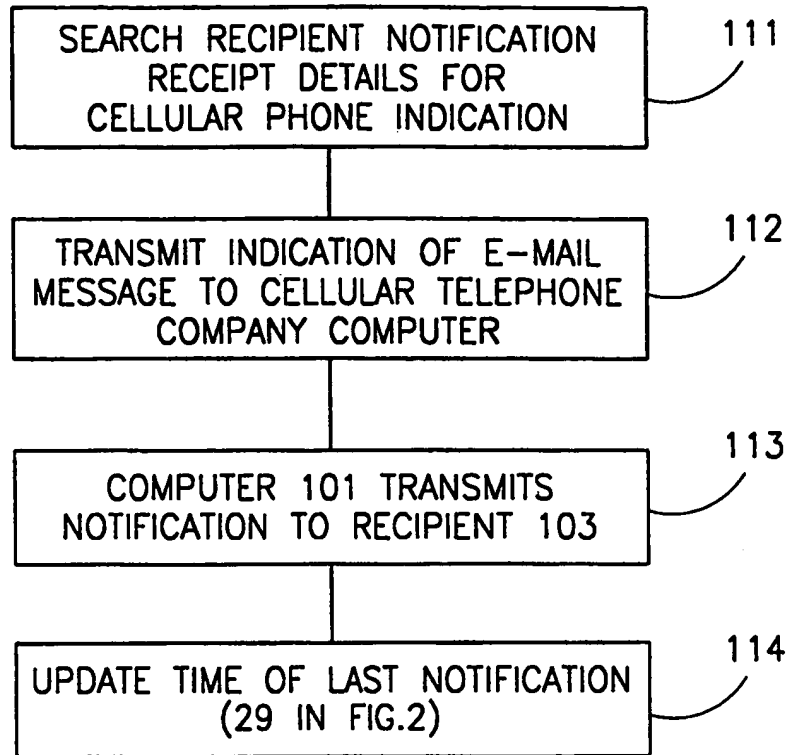 SEARCH RECIPIENT NOTIFICATION
RECEIPT DETAILS FOR
CELLULAR PHONE INDICATION
111
TRANSMIT INDICATION OF E-MAIL
MESSAGE TO CELLULAR TELEPHONE
COMPANY COMPUTER
112
COMPUTER 101 TRANSMITS
NOTIFICATION TO RECIPIENT 103
113
UPDATE TIME OF LAST NOTIFICATION
(29 IN FIG.2)
114